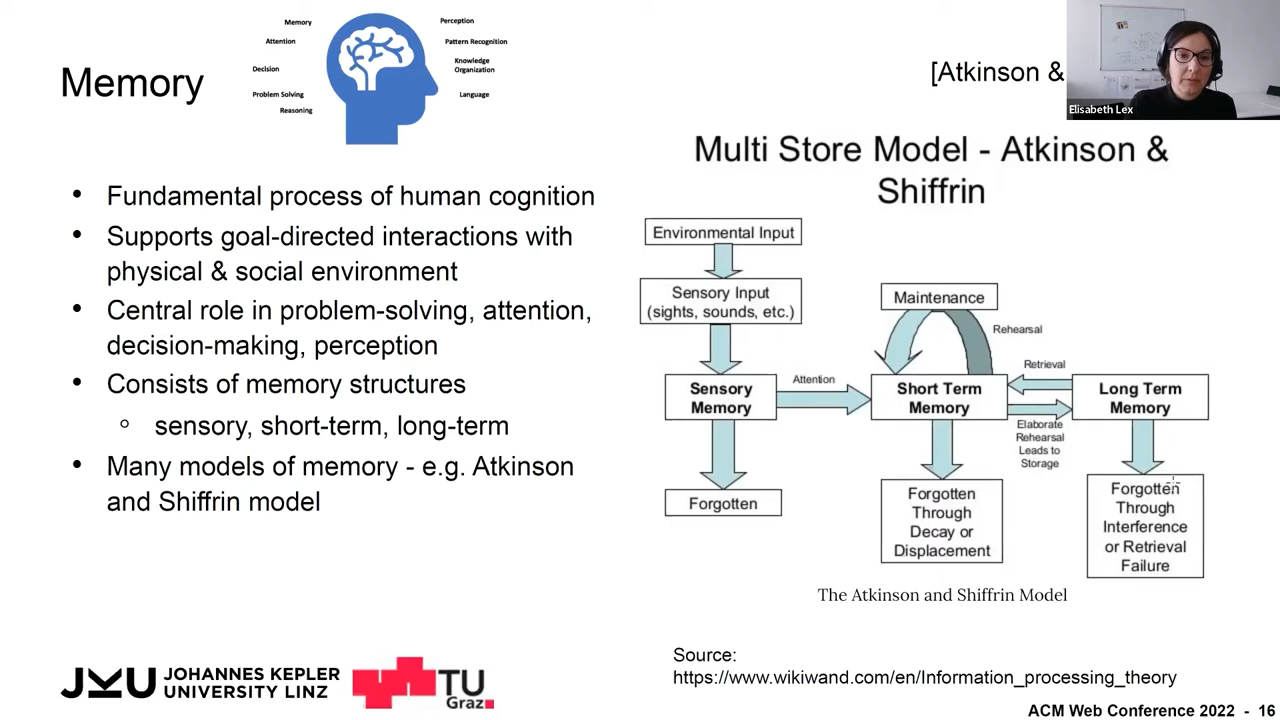 Memory
Memory
Attention
Decision
Problem Solving
Reasoning
Perception
Pattern Recognition
Knowledge
Organization
Language
[Atkinson &
Elisabeth Lex
• Fundamental process of human cognition
• Supports goal-directed interactions with
physical & social environment
• Central role in problem-solving, attention,
decision-making, perception
• Consists of memory structures
○ sensory, short-term, long-term
• Many models of memory - e.g. Atkinson
and Shiffrin model
Multi Store Model - Atkinson &
Shiffrin
Environmental Input
Sensory Input
(sights, sounds, etc.)
Maintenance
Rehearsal
Sensory
Memory
Attention
Short Term
Memory
Retrieval
Elaborate
Rehearsal
Leads to
Storage
Long Term
Memory
Forgotten
Forgotten
Through
Decay or
Displacement
Forgotten
Through
Interference
or Retrieval
Failure
The Atkinson and Shiffrin Model
JKU JOHANNES KEPLER
UNIVERSITY LINZ
TU
Graz
Source:
https://www.wikiwand.com/en/Information_processing_theory
ACM Web Conference 2022 - 16